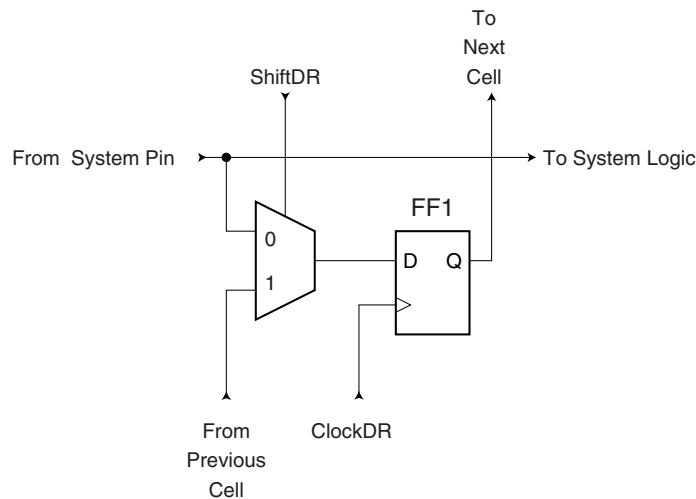 To
Next
Cell
ShiftDR
From System Pin
To System Logic
FF1
0
D Q
1
From
Previous
Cell
ClockDR